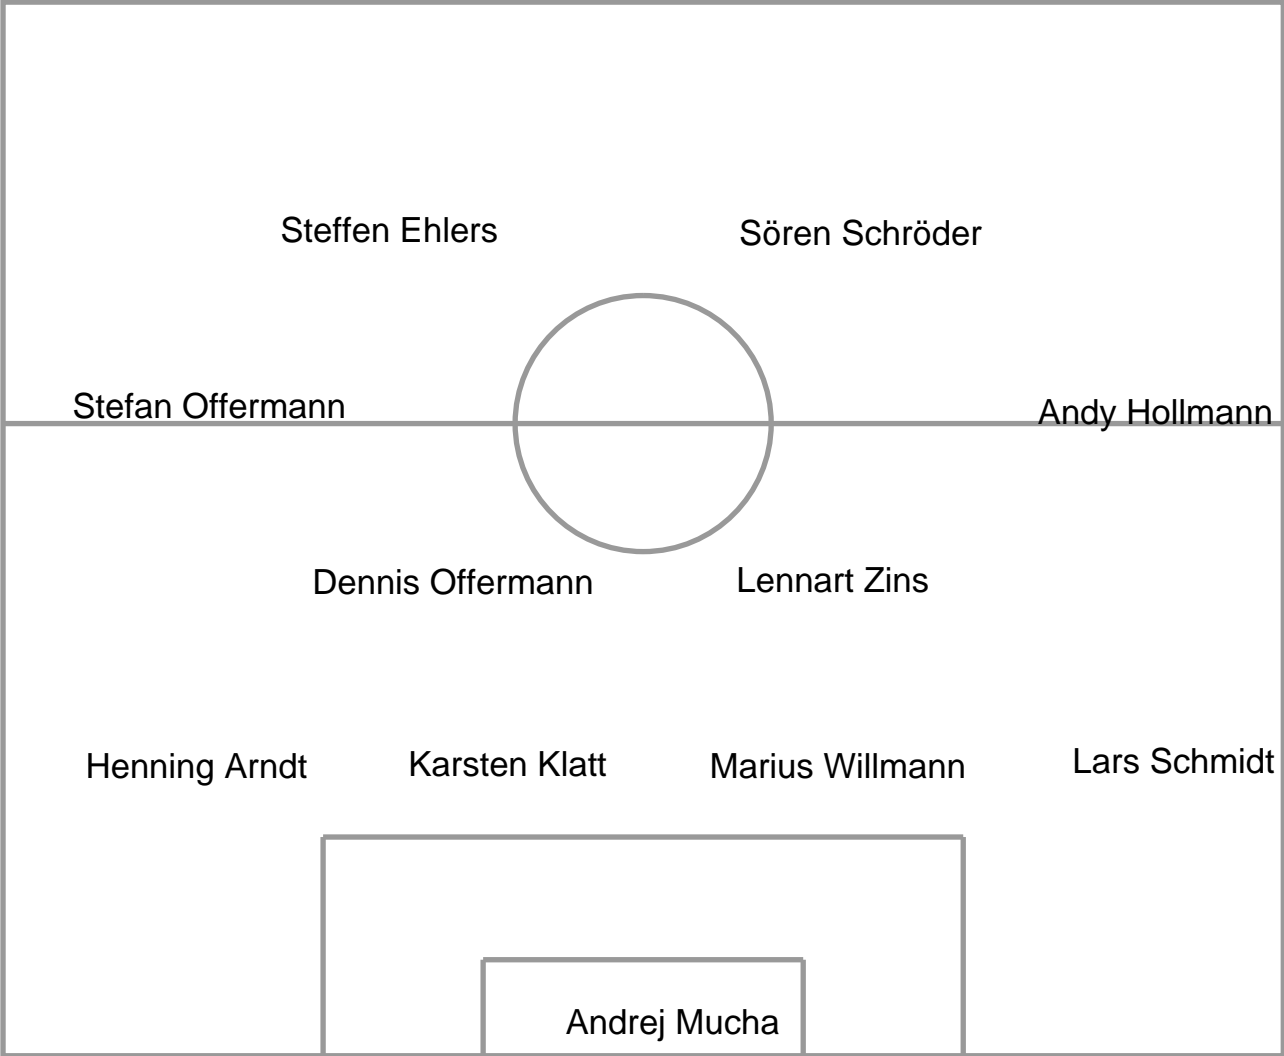 Steffen Ehlers
Sören Schröder
Stefan Offermann
Andy Hollmann
Dennis Offermann
Lennart Zins
Henning Arndt
Karsten Klatt
Marius Willmann
Lars Schmidt
Andrej Mucha